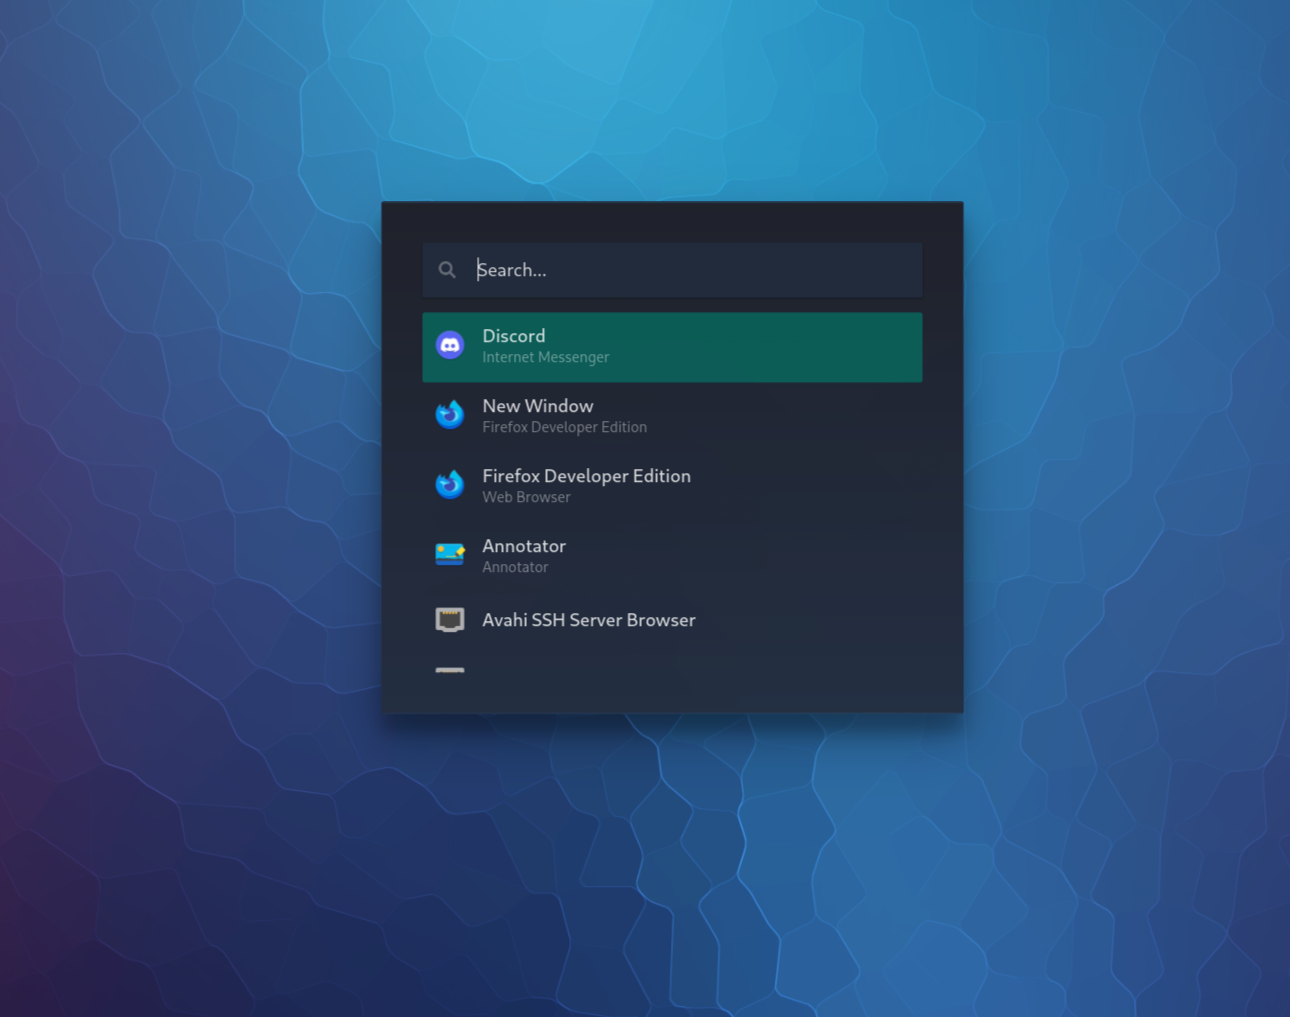 Search...
Discord
Internet Messenger
New Window
Firefox Developer Edition
Firefox Developer Edition
Web Browser
Annotator
Annotator
Avahi SSH Server Browser